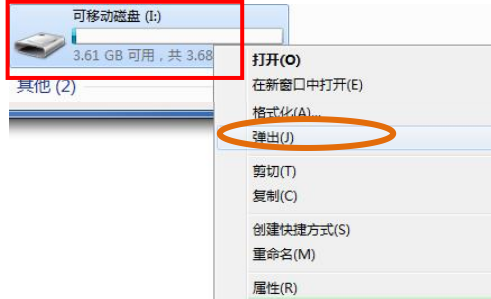 可移动磁盘 (I:)
3.61 GB 可用，共 3.68
其他 (2)
打开(O)
在新窗口中打开(E)
格式化(A)...
弹出(J)
剪切(T)
复制(C)
创建快捷方式(S)
重命名(M)
属性(R)